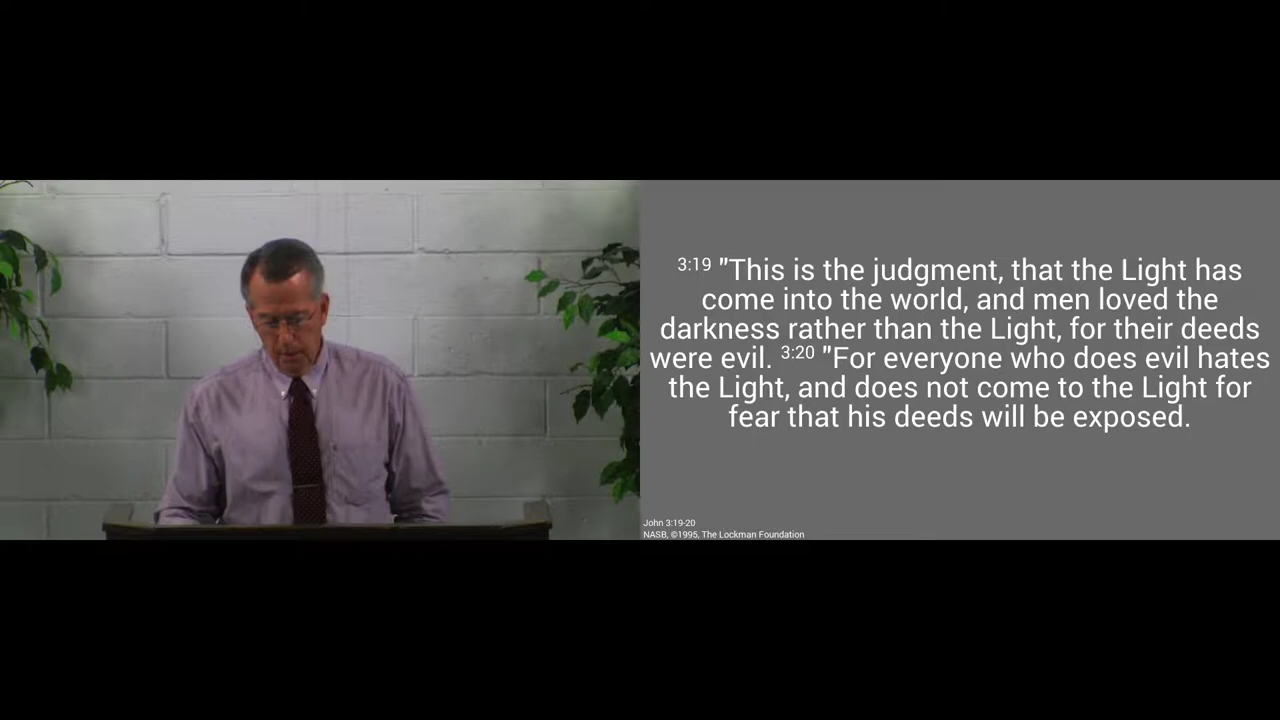 3:19 "This is the judgment, that the Light has
come into the world, and men loved the
darkness rather than the Light, for their deeds
were evil. 3:20 "For everyone who does evil hates
the Light, and does not come to the Light for
fear that his deeds will be exposed.
John 3:19-20
NASB, ©1995, The Lockman Foundation